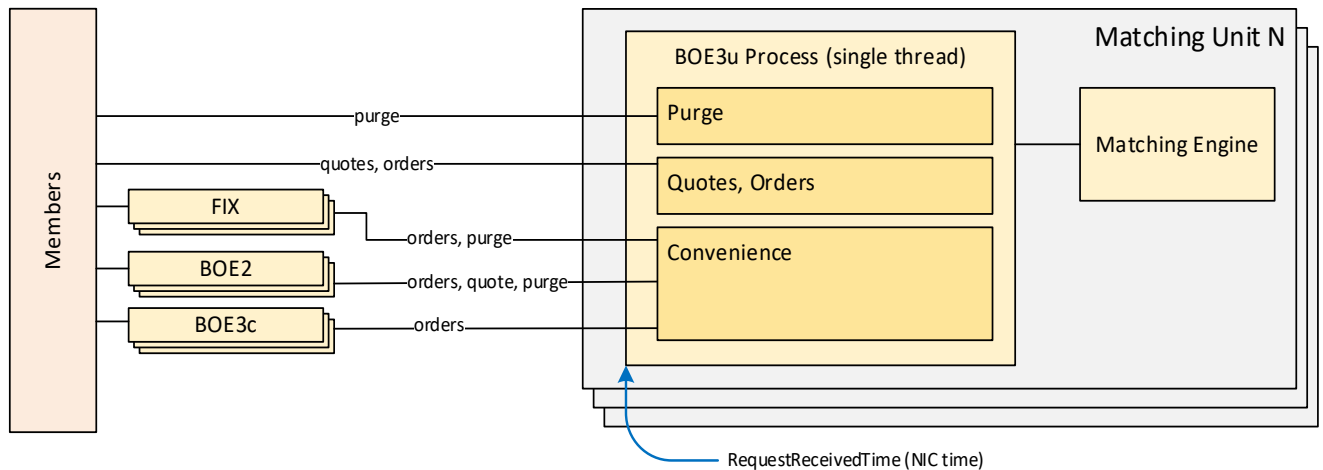 Matching Unit N
BOE3u Process (single thread)
Members
purge
Purge
Matching Engine
quotes, orders
Quotes, Orders
FIX
orders, purge
Convenience
BOE2
orders, quote, purge
BOE3c
orders
RequestReceivedTime (NIC time)